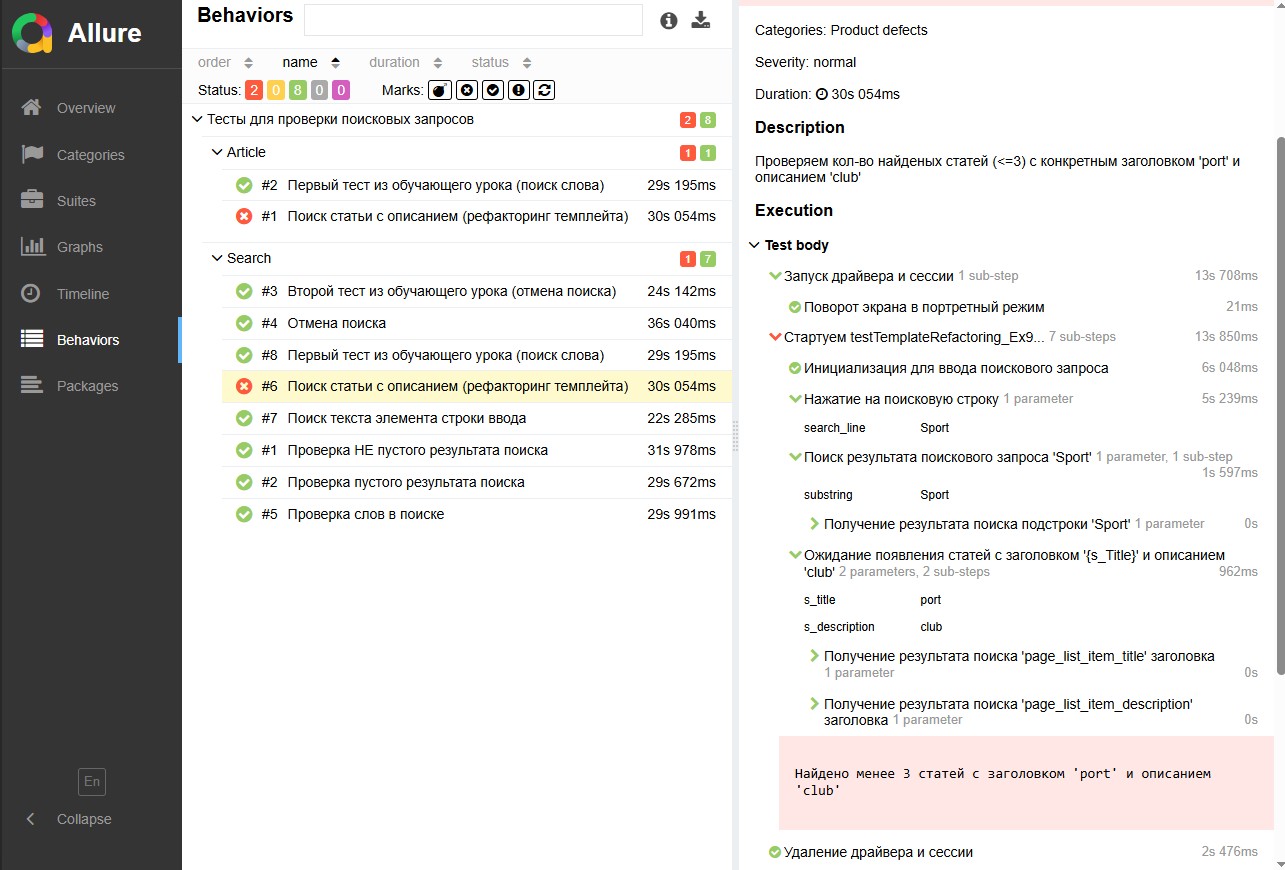 Allure
Overview
Categories
Suites
Graphs
Timeline
Behaviors
Packages
En
Collapse
Behaviors
order name duration status
Status: 2 0 8 0 0 Marks:
Тесты для проверки поисковых запросов 2 8
Article 1 1
#2 Первый тест из обучающего урока (поиск слова) 29s 195ms
#1 Поиск статьи с описанием (рефакторинг темплейта) 30s 054ms
Search 1 7
#3 Второй тест из обучающего урока (отмена поиска) 24s 142ms
#4 Отмена поиска 36s 040ms
#8 Первый тест из обучающего урока (поиск слова) 29s 195ms
#6 Поиск статьи с описанием (рефакторинг темплейта) 30s 054ms
#7 Поиск текста элемента строки ввода 22s 285ms
#1 Проверка НЕ пустого результата поиска 31s 978ms
#2 Проверка пустого результата поиска 29s 672ms
#5 Проверка слов в поиске 29s 991ms
Categories: Product defects
Severity: normal
Duration: 30s 054ms
Description
Проверяем кол-во найденых статей (<=3) с конкретным заголовком 'port' и
описанием 'club'
Execution
Test body
Запуск драйвера и сессии 1 sub-step 13s 708ms
Поворот экрана в портретный режим 21ms
Стартуем testTemplateRefactoring_Ex9... 7 sub-steps 13s 850ms
Инициализация для ввода поискового запроса 6s 048ms
Нажатие на поисковую строку 1 parameter 5s 239ms
search_line Sport
Поиск результата поискового запроса 'Sport' 1 parameter, 1 sub-step
1s 597ms
substring Sport
Получение результата поиска подстроки 'Sport' 1 parameter 0s
Ожидание появления статей с заголовком '{s_Title}' и описанием
'club' 2 parameters, 2 sub-steps 962ms
s_title port
s_description club
Получение результата поиска 'page_list_item_title' заголовка
1 parameter 0s
Получение результата поиска 'page_list_item_description'
заголовка 1 parameter 0s
Найдено менее 3 статей с заголовком 'port' и описанием
'club'
Удаление драйвера и сессии 2s 476ms